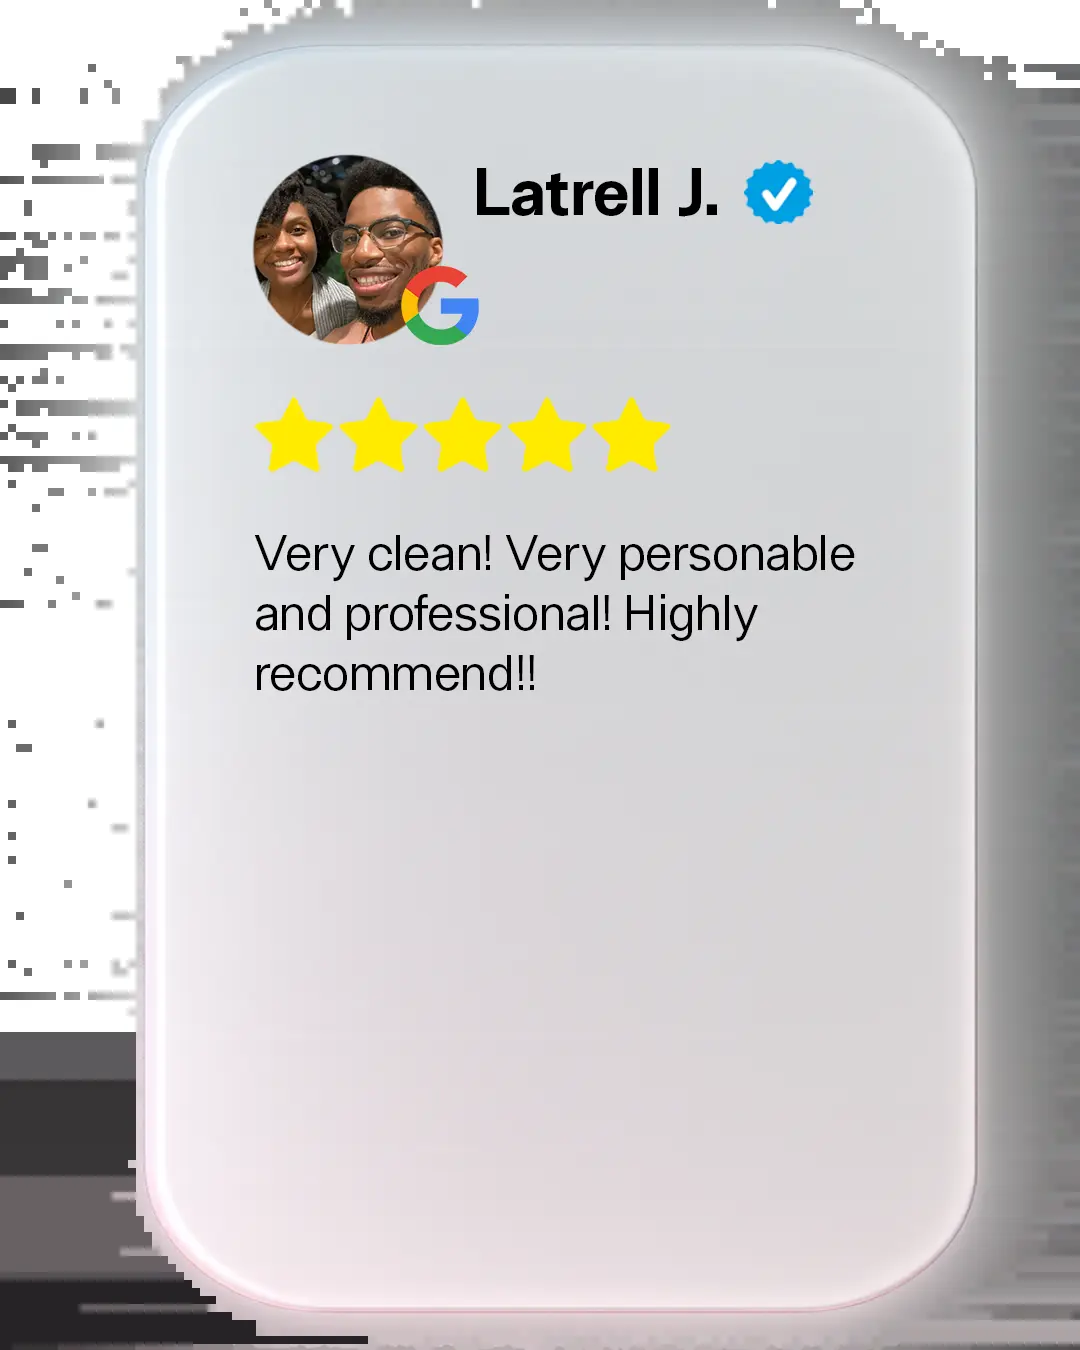 Latrell J.
Very clean! Very personable
and professional! Highly
recommend!!